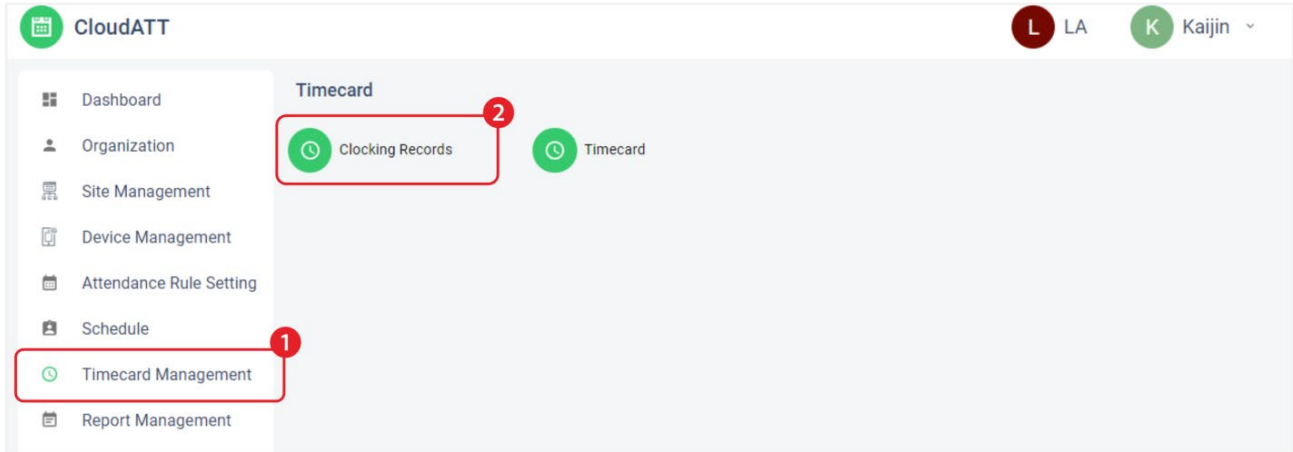 CloudATT
L LA K Kaijin
Dashboard
Organization
Site Management
Device Management
Attendance Rule Setting
Schedule
1
Timecard Management
Report Management
Timecard
2
Clocking Records
Timecard